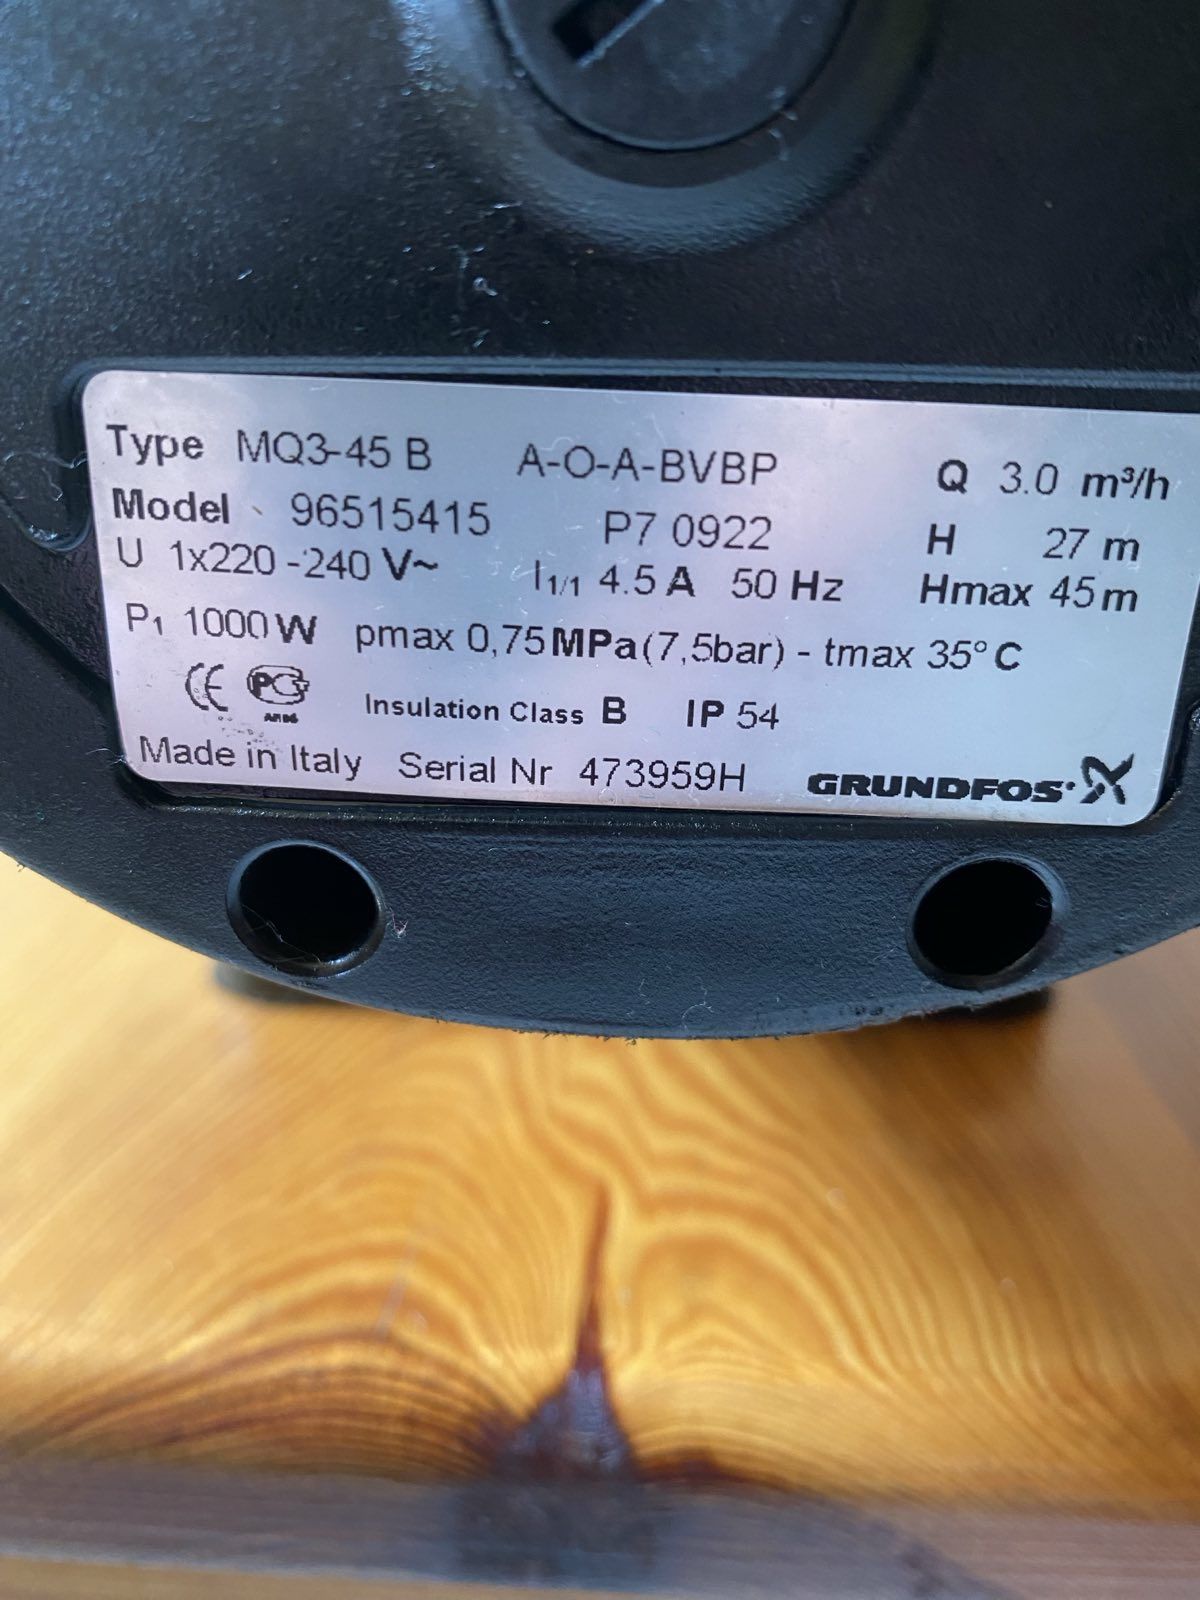 Type MQ3-45 B A-O-A-BVBP Q 3.0 m³/h
Model 96515415 P7 0922 H 27 m
U 1x220-240 V~ I1/1 4.5 A 50 Hz Hmax 45 m
P1 1000 W pmax 0,75 MPa (7,5bar) - tmax 35° C
CE Insulation Class B IP 54
Made in Italy Serial Nr 473959H GRUNDFOS